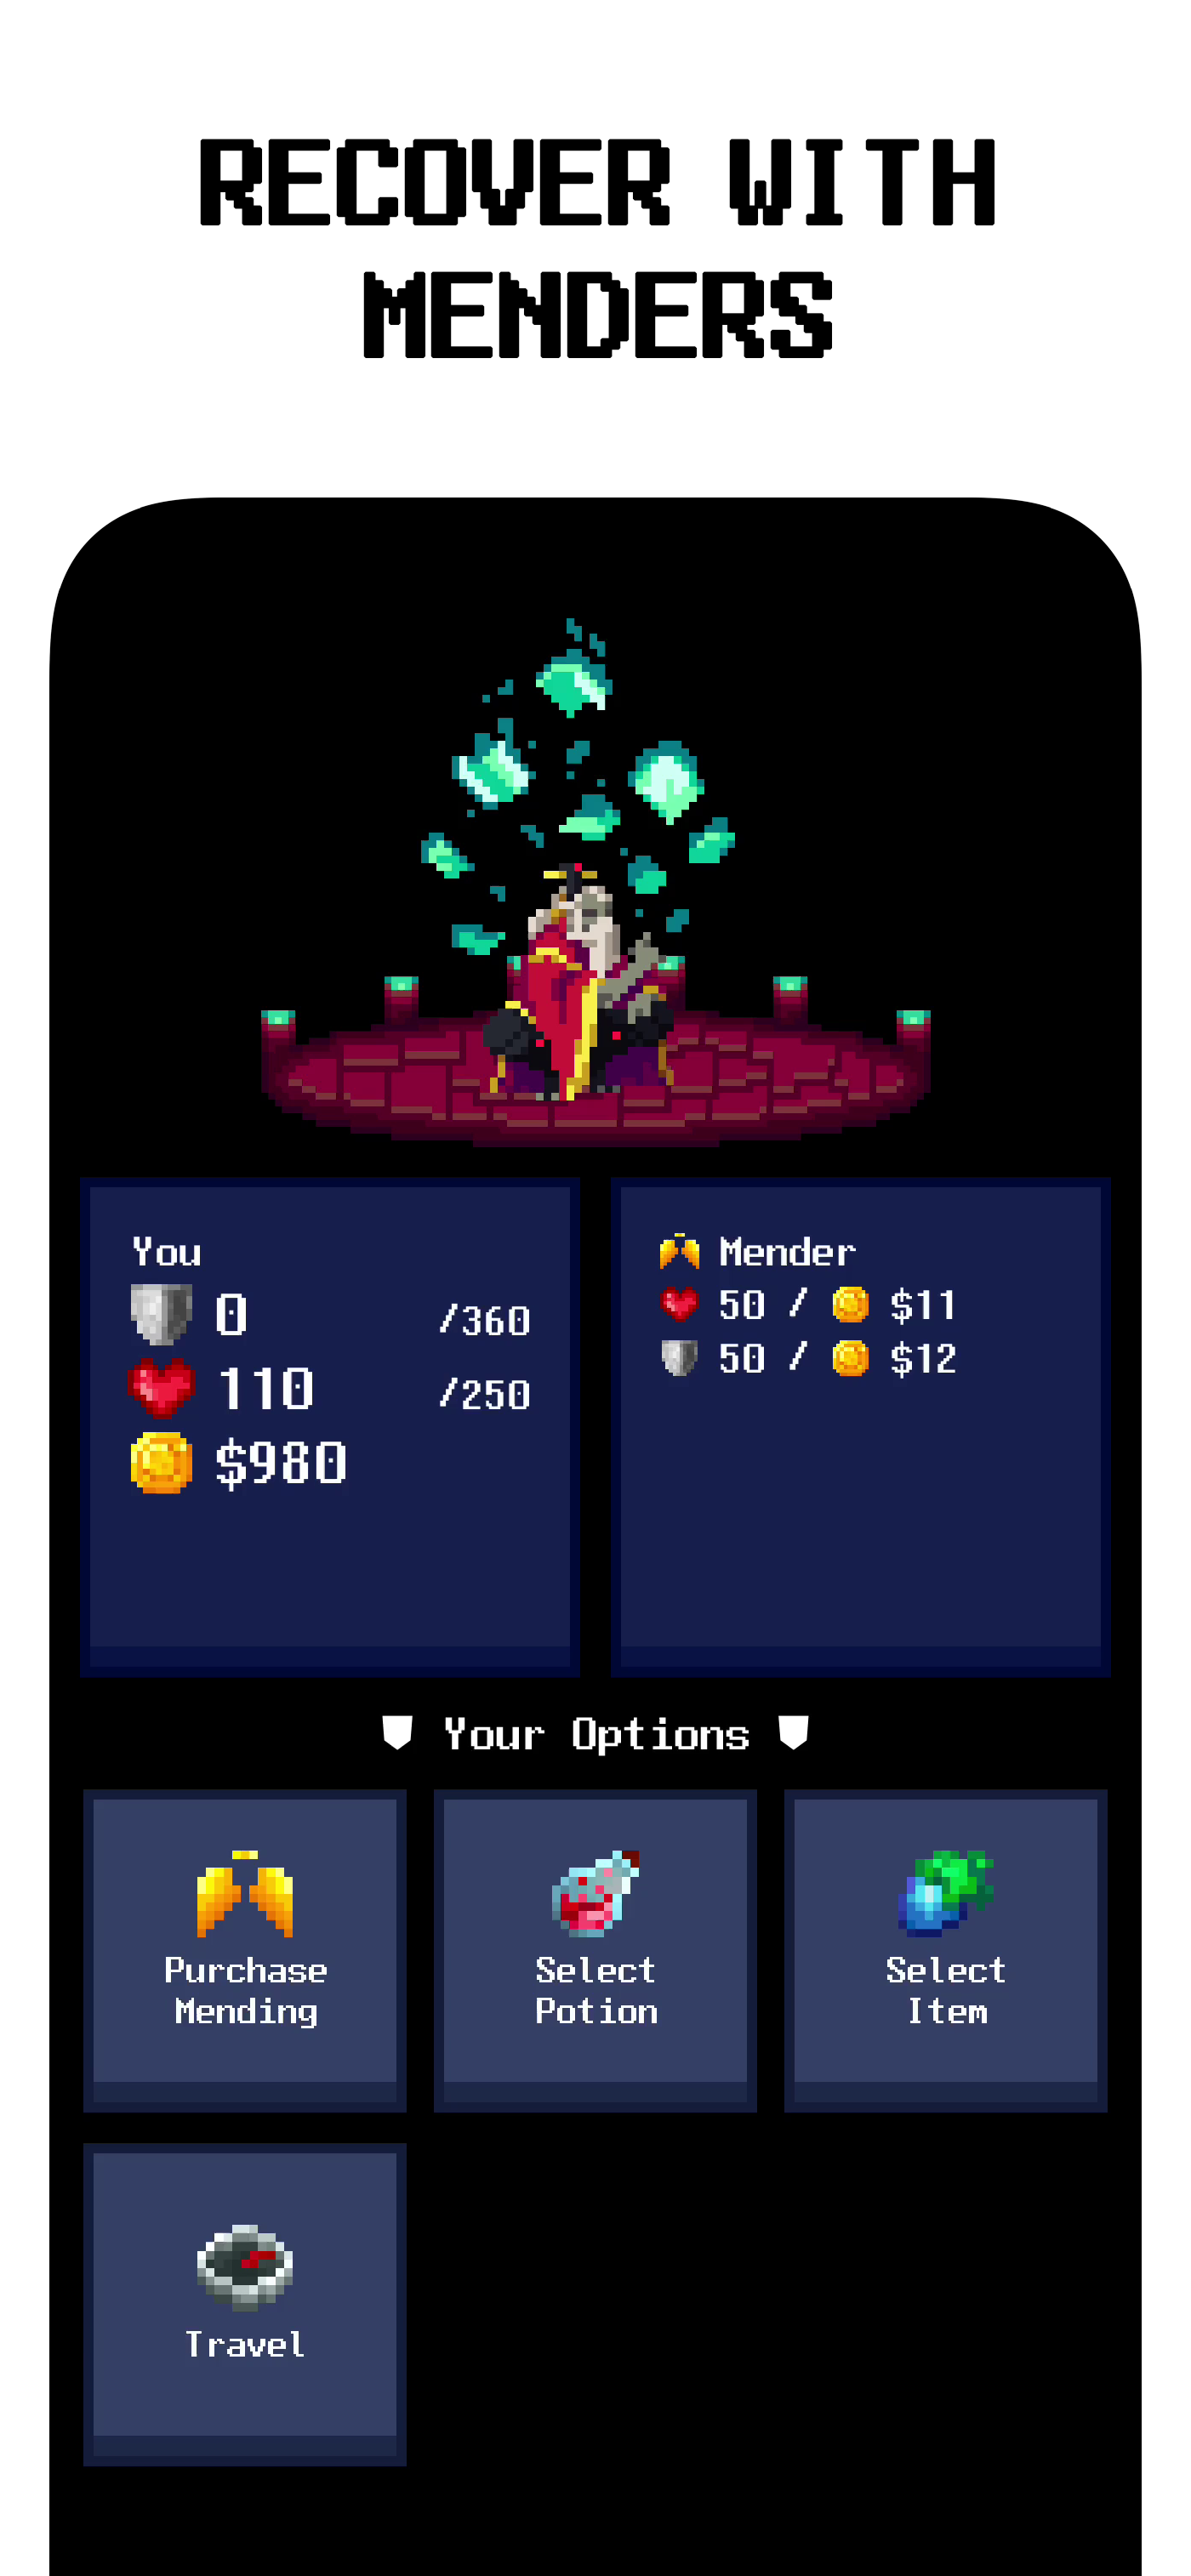 RECOVER WITH
MENDERS
You
0 /360
110 /250
$980
Mender
50 / $11
50 / $12
Your Options
Purchase
Mending
Select
Potion
Select
Item
Travel